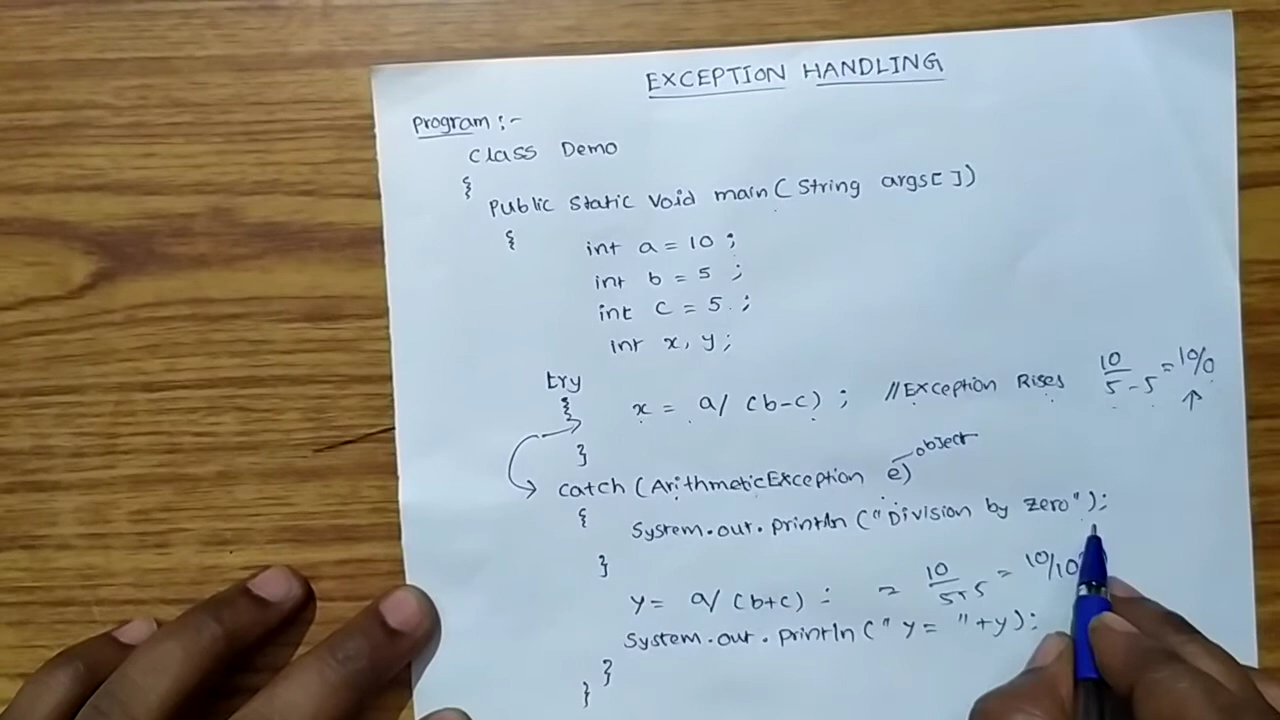 EXCEPTION HANDLING
Program :-
Class Demo
{
Public Static Void main ( String args[ ] )
{
int a = 10 ;
int b = 5 ;
int c = 5 ;
int x, y ;
try
{
x = a / (b-c) ; //Exception Rises 10/5-5 = 10/0
}
catch (ArithmeticException e) object
{
System.out.println ("Division by zero");
}
y = a/ (b+c) ; = 10/5+5 = 10/10
System.out.println (" y = "+y);
}
}